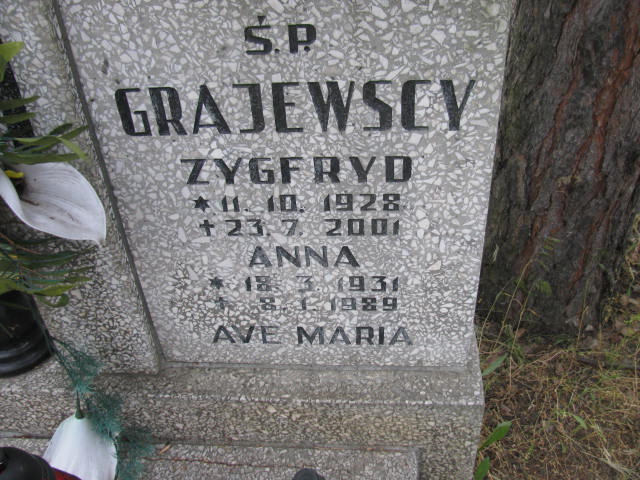 Ś.P.
GRAJEWSCY
ZYGFRYD
* 11. 10. 1928
+ 23. 7. 2001
ANNA
* 18. 3. 1931
+ 8. 1. 1989
AVE MARIA